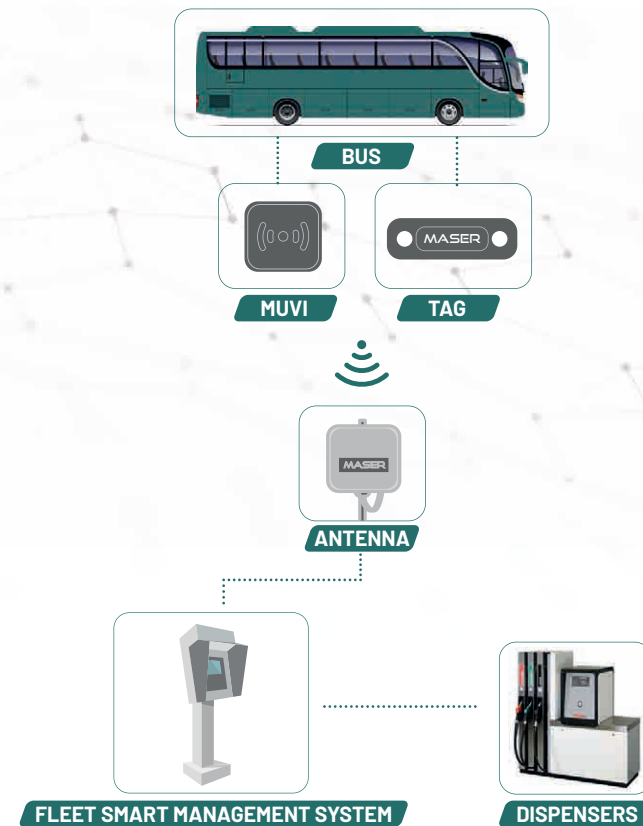 BUS
MASER
MUVI
TAG
MASER
ANTENNA
FLEET SMART MANAGEMENT SYSTEM
DISPENSERS